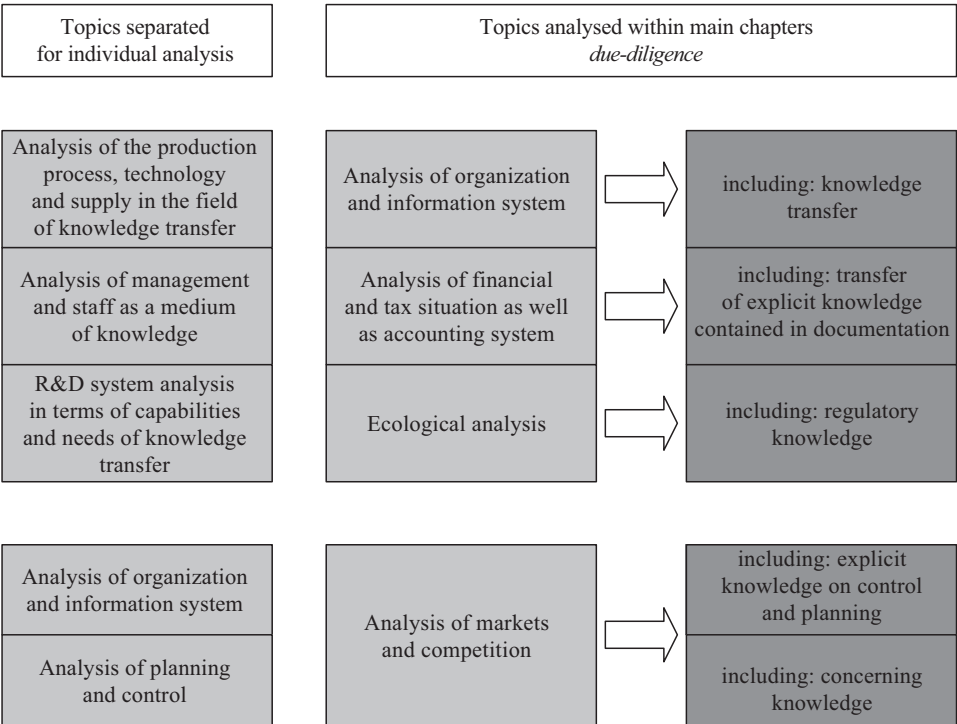 Topics separated
for individual analysis
Topics analysed within main chapters
due-diligence
Analysis of the production
process, technology
and supply in the field
of knowledge transfer
Analysis of organization
and information system
including: knowledge
transfer
Analysis of management
and staff as a medium
of knowledge
Analysis of financial
and tax situation as well
as accounting system
including: transfer
of explicit knowledge
contained in documentation
R&D system analysis
in terms of capabilities
and needs of knowledge
transfer
Ecological analysis
including: regulatory
knowledge
Analysis of organization
and information system
Analysis of planning
and control
Analysis of markets
and competition
including: explicit
knowledge on control
and planning
including: concerning
knowledge